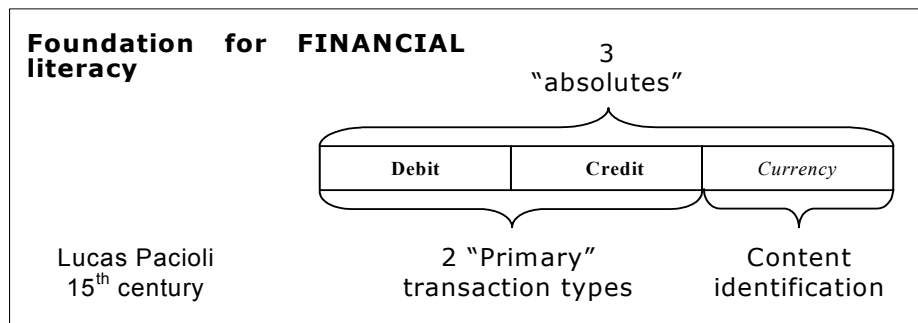 Foundation for FINANCIAL
literacy
3
“absolutes”
Debit Credit Currency
Lucas Pacioli
15th century
2 “Primary”
transaction types
Content
identification